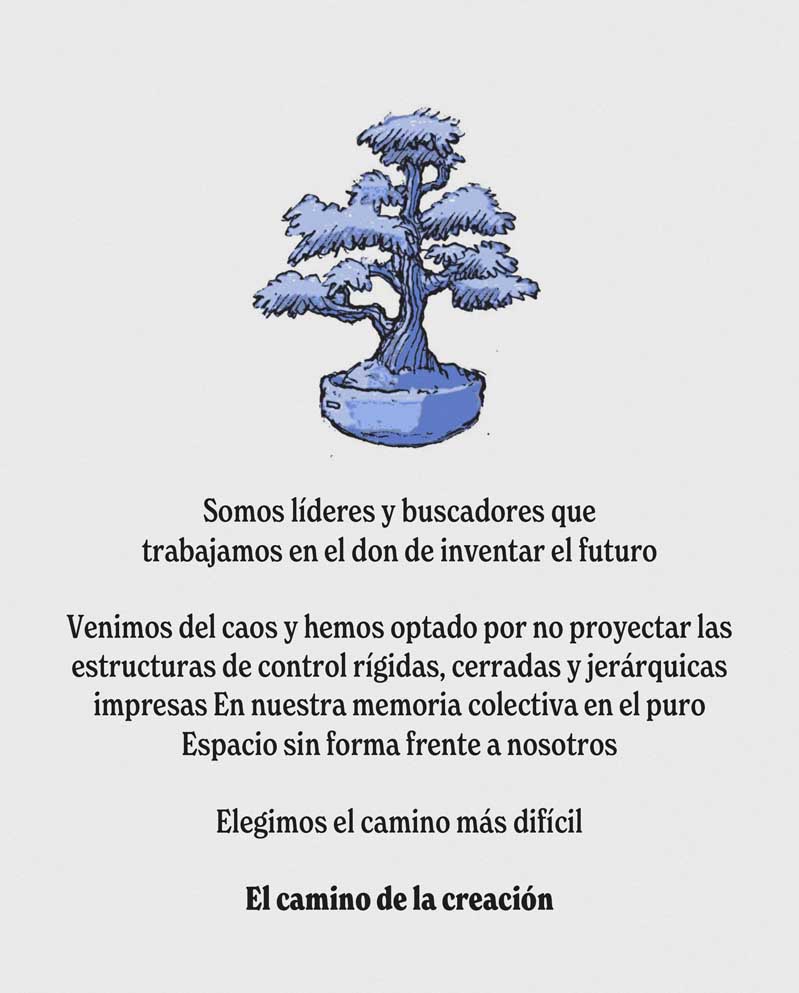 Somos líderes y buscadores que
trabajamos en el don de inventar el futuro
Venimos del caos y hemos optado por no proyectar las
estructuras de control rígidas, cerradas y jerárquicas
impresas En nuestra memoria colectiva en el puro
Espacio sin forma frente a nosotros
Elegimos el camino más difícil
El camino de la creación